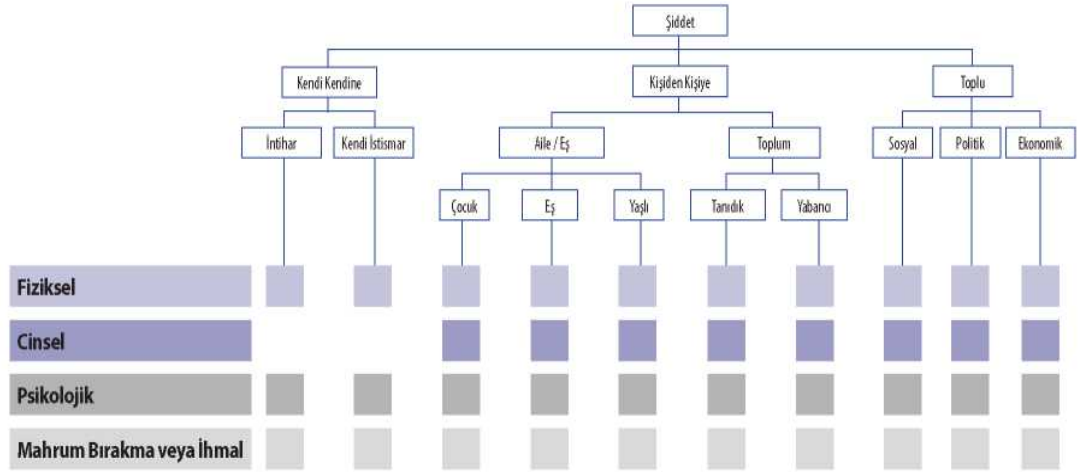 Şiddet
Kendi Kendine
Kişiden Kişiye
Toplu
İntihar
Kendi İstismar
Aile / Eş
Toplum
Sosyal
Politik
Ekonomik
Çocuk
Eş
Yaşlı
Tanıdık
Yabancı
Fiziksel
Cinsel
Psikolojik
Mahrum Bırakma veya İhmal